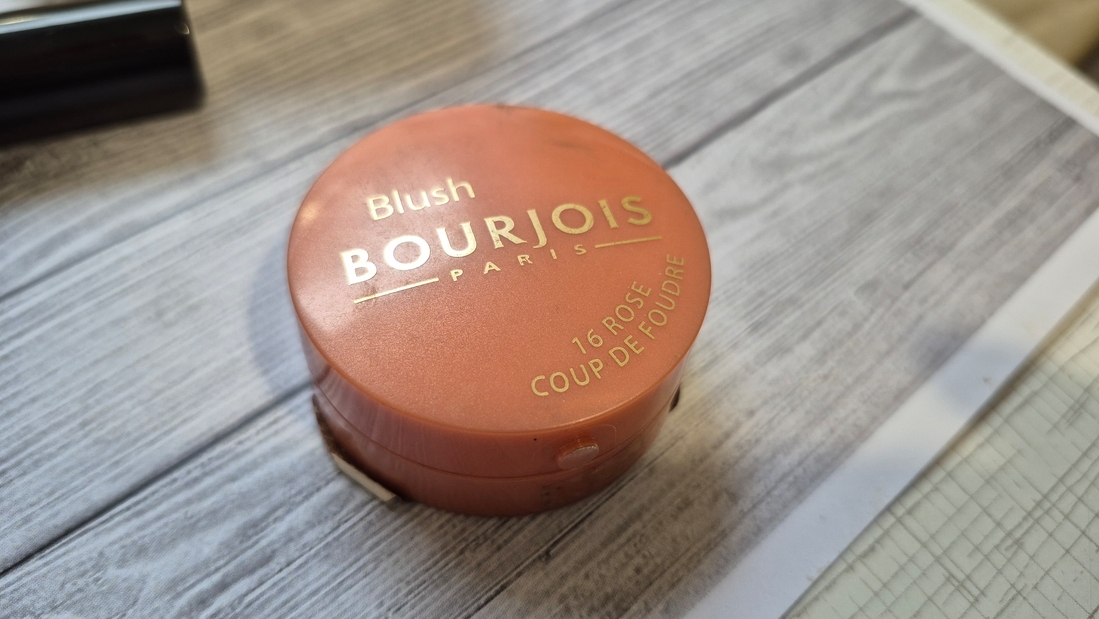 Blush
BOURJOIS
PARIS
16 ROSE
COUP DE FOUDRE